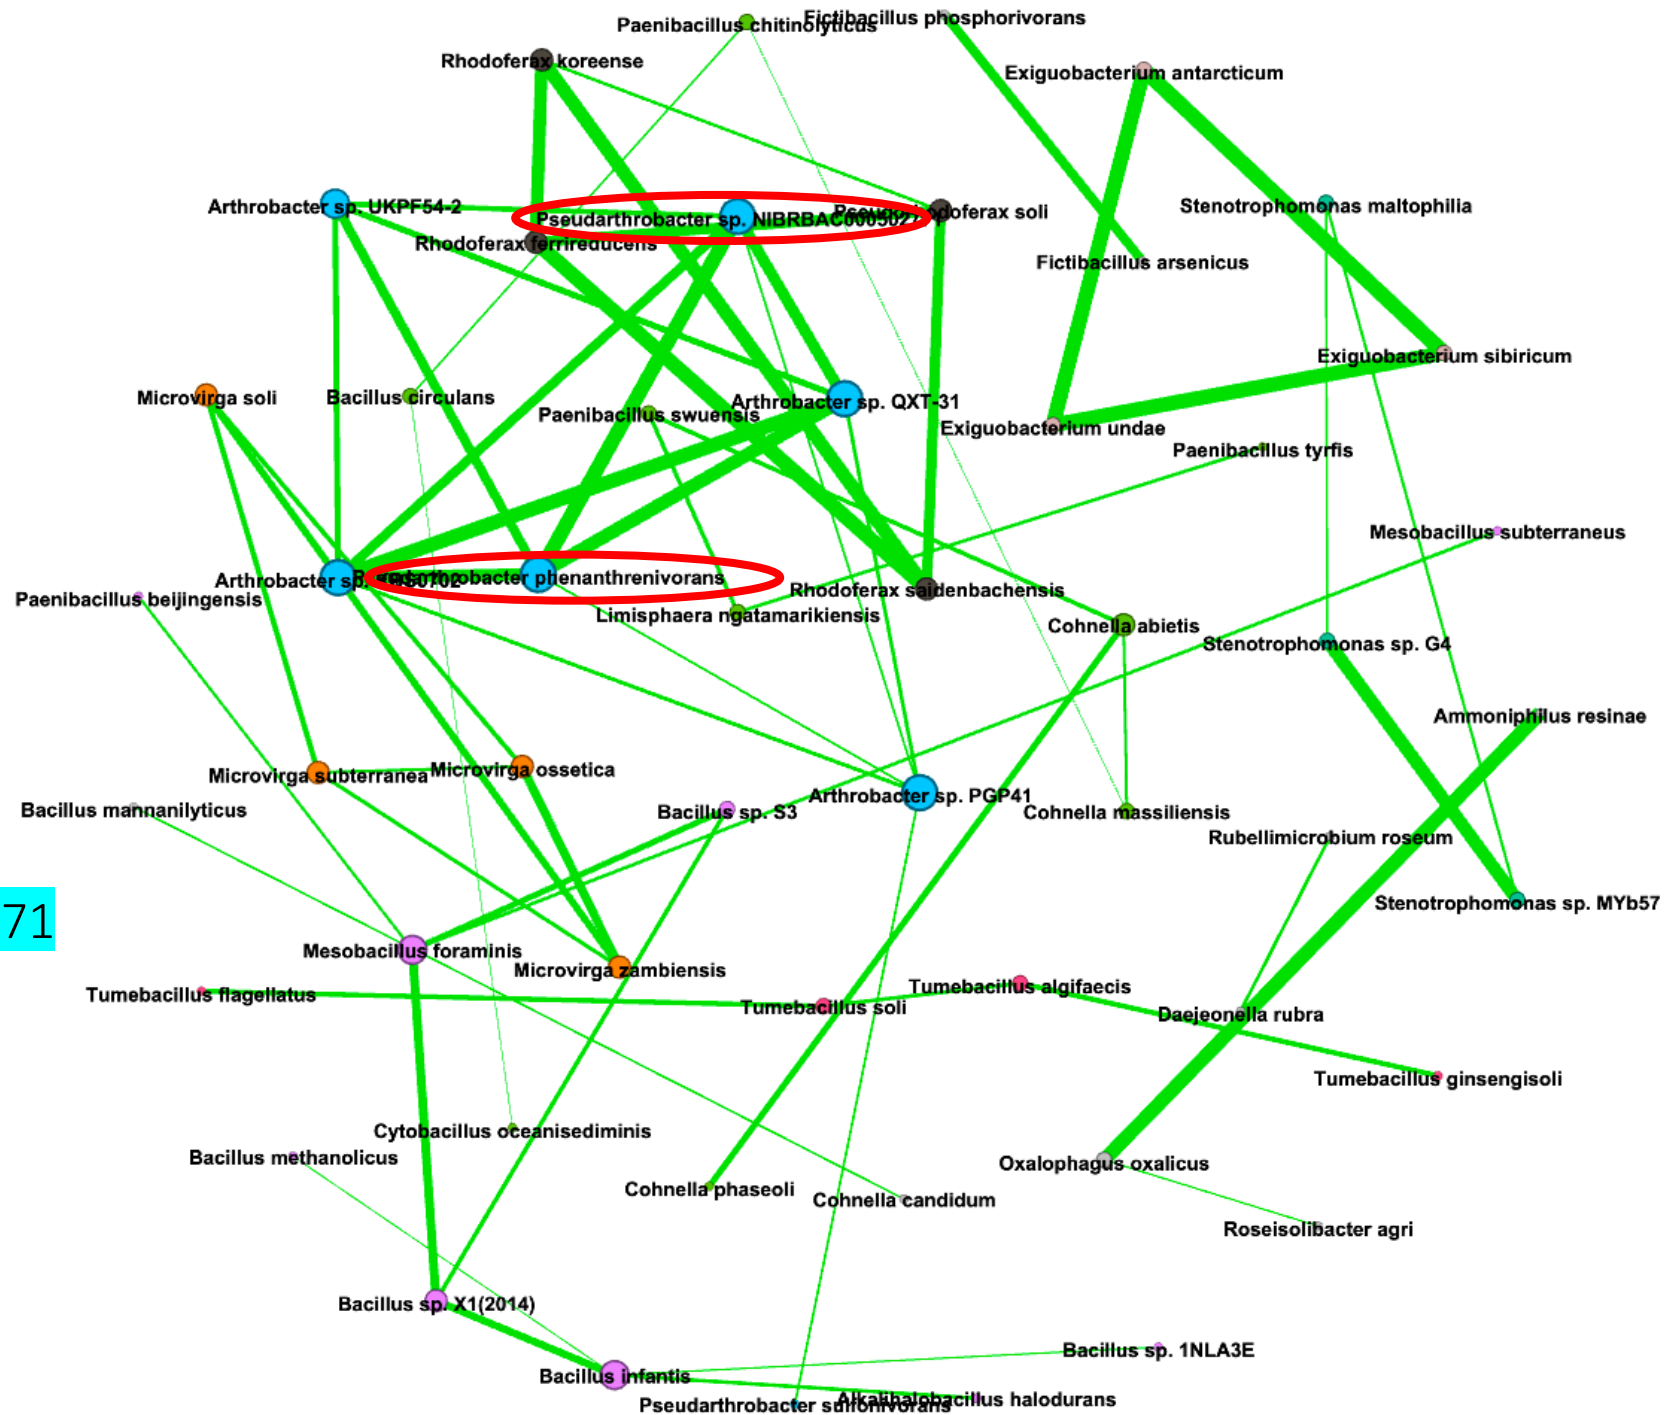 Fictibacillus phosphorivorans
Paenibacillus chitinolyticus
Rhodoferax koreense
Exiguobacterium antarcticum
Arthrobacter sp. UKPF54-2
Stenotrophomonas maltophilia
Pseudorhodoferax soli
Pseudarthrobacter sp. NIBRBAC0005027
Rhodoferax ferrireducens
Fictibacillus arsenicus
Exiguobacterium sibiricum
Microvirga soli
Bacillus circulans
Arthrobacter sp. QXT-31
Paenibacillus swuensis
Exiguobacterium undae
Paenibacillus tyrfis
Mesobacillus subterraneus
Arthrobacter sp.
Pseudarthrobacter phenanthrenivorans
Rhodoferax saidenbachensis
Paenibacillus beijingensis
Limisphaera ngatamarikiensis
Cohnella abietis
Stenotrophomonas sp. G4
Ammoniphilus resinae
Microvirga subterranea
Microvirga ossetica
Arthrobacter sp. PGP41
Bacillus mannanilyticus
Bacillus sp. S3
Cohnella massiliensis
Rubellimicrobium roseum
Stenotrophomonas sp. MYb57
71
Mesobacillus foraminis
Microvirga zambiensis
Tumebacillus algifaecis
Tumebacillus flagellatus
Tumebacillus soli
Daejeonella rubra
Tumebacillus ginsengisoli
Cytobacillus oceanisediminis
Bacillus methanolicus
Oxalophagus oxalicus
Cohnella phaseoli
Cohnella candidum
Roseisolibacter agri
Bacillus sp. X1(2014)
Bacillus sp. 1NLA3E
Bacillus infantis
Alkalihalobacillus halodurans
Pseudarthrobacter sulfonivorans